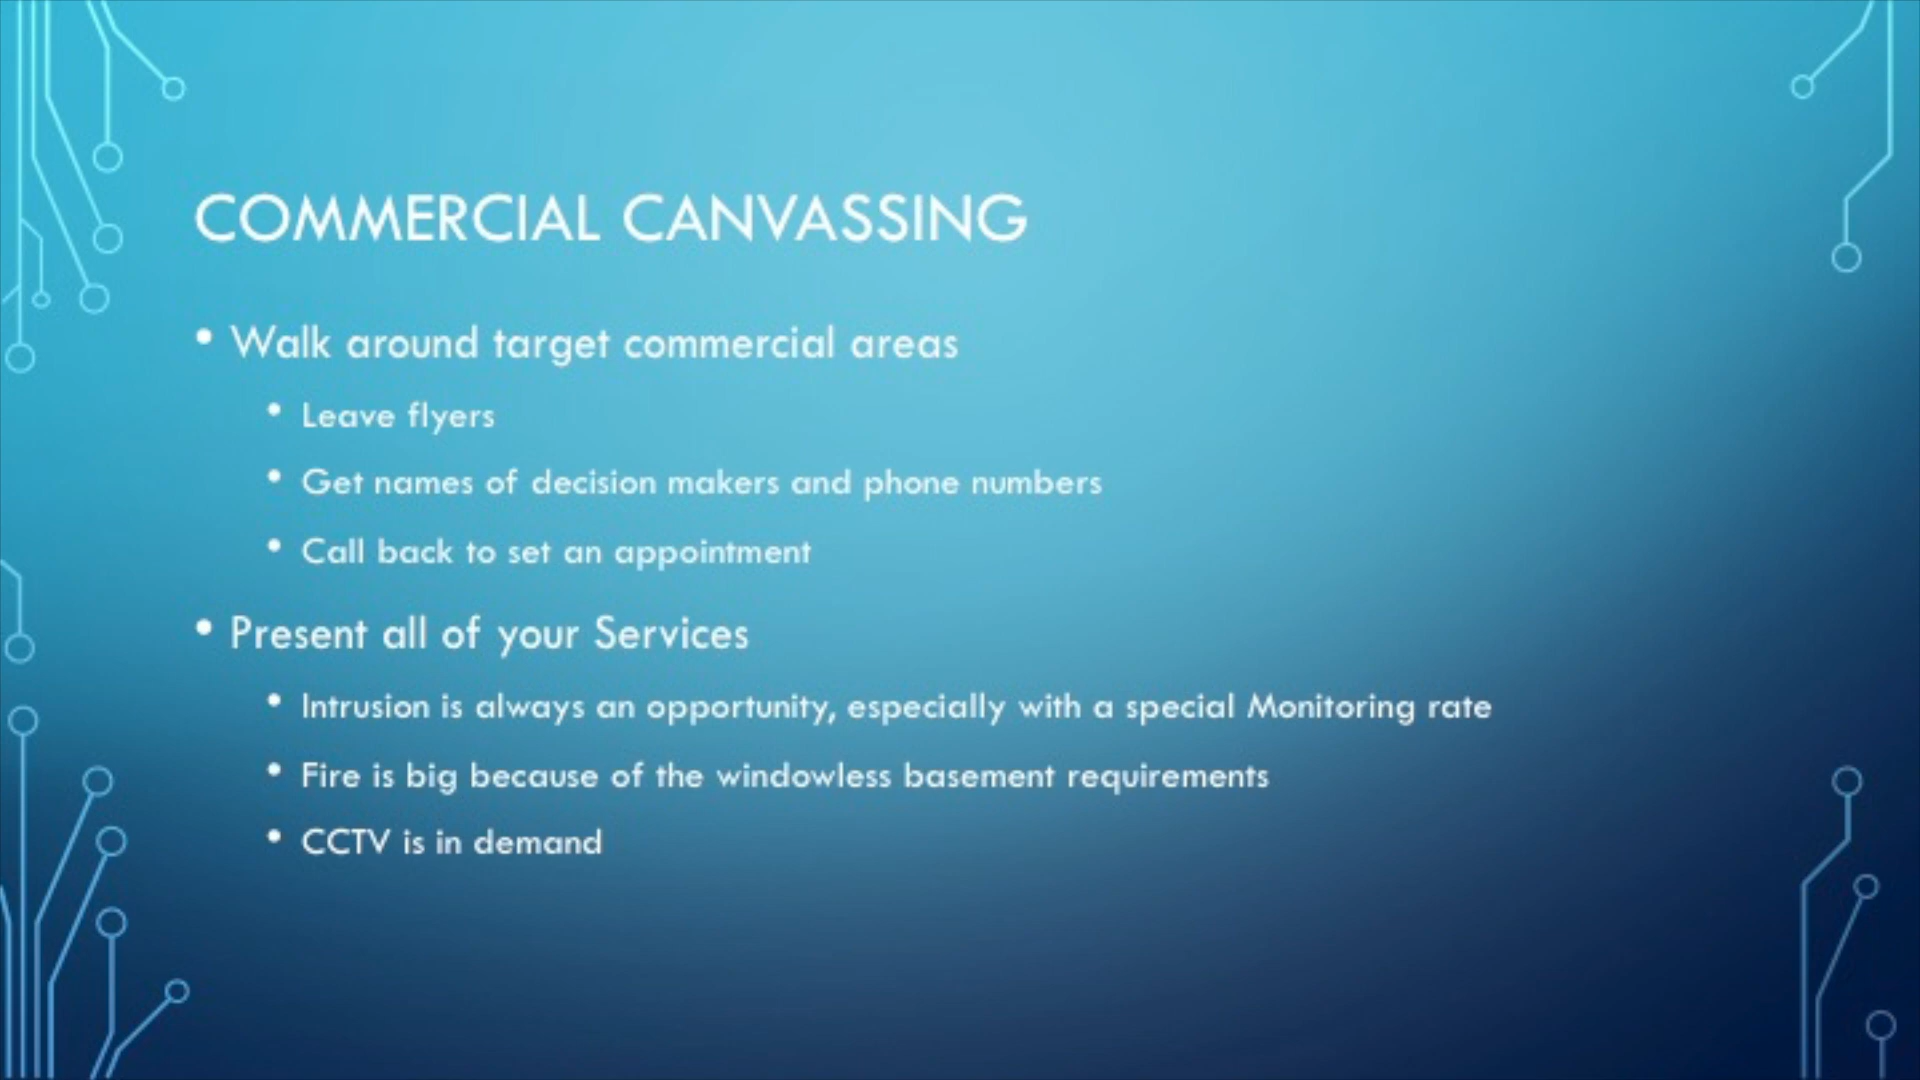 COMMERCIAL CANVASSING
• Walk around target commercial areas
• Leave flyers
• Get names of decision makers and phone numbers
• Call back to set an appointment
• Present all of your Services
• Intrusion is always an opportunity, especially with a special Monitoring rate
• Fire is big because of the windowless basement requirements
• CCTV is in demand